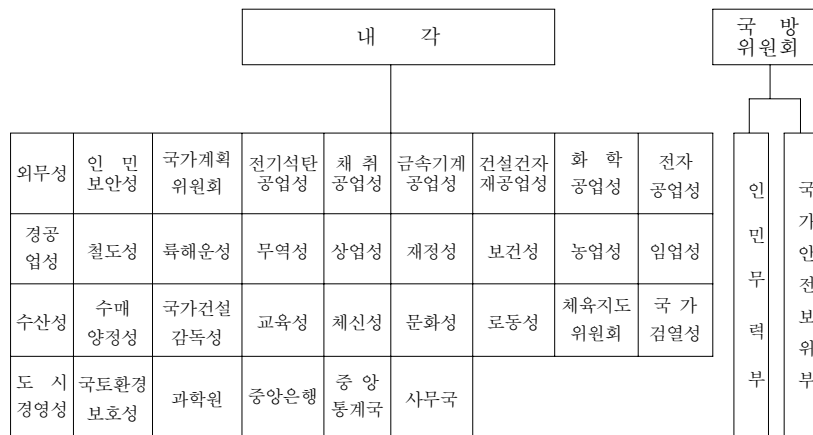 내 각
국 방
위원회
외무성
인 민
보안성
국가계획
위원회
전기석탄
공업성
채 취
공업성
금속기계
공업성
건설건자
재공업성
화 학
공업성
전자
공업성
경공
업성
철도성
륙해운성
무역성
상업성
재정성
보건성
농업성
임업성
수산성
수매
양정성
국가건설
감독성
교육성
체신성
문화성
로동성
체육지도
위원회
국 가
검열성
도 시
경영성
국토환경
보호성
과학원
중앙은행
중 앙
통계국
사무국
인민무력부
국가안전보위부